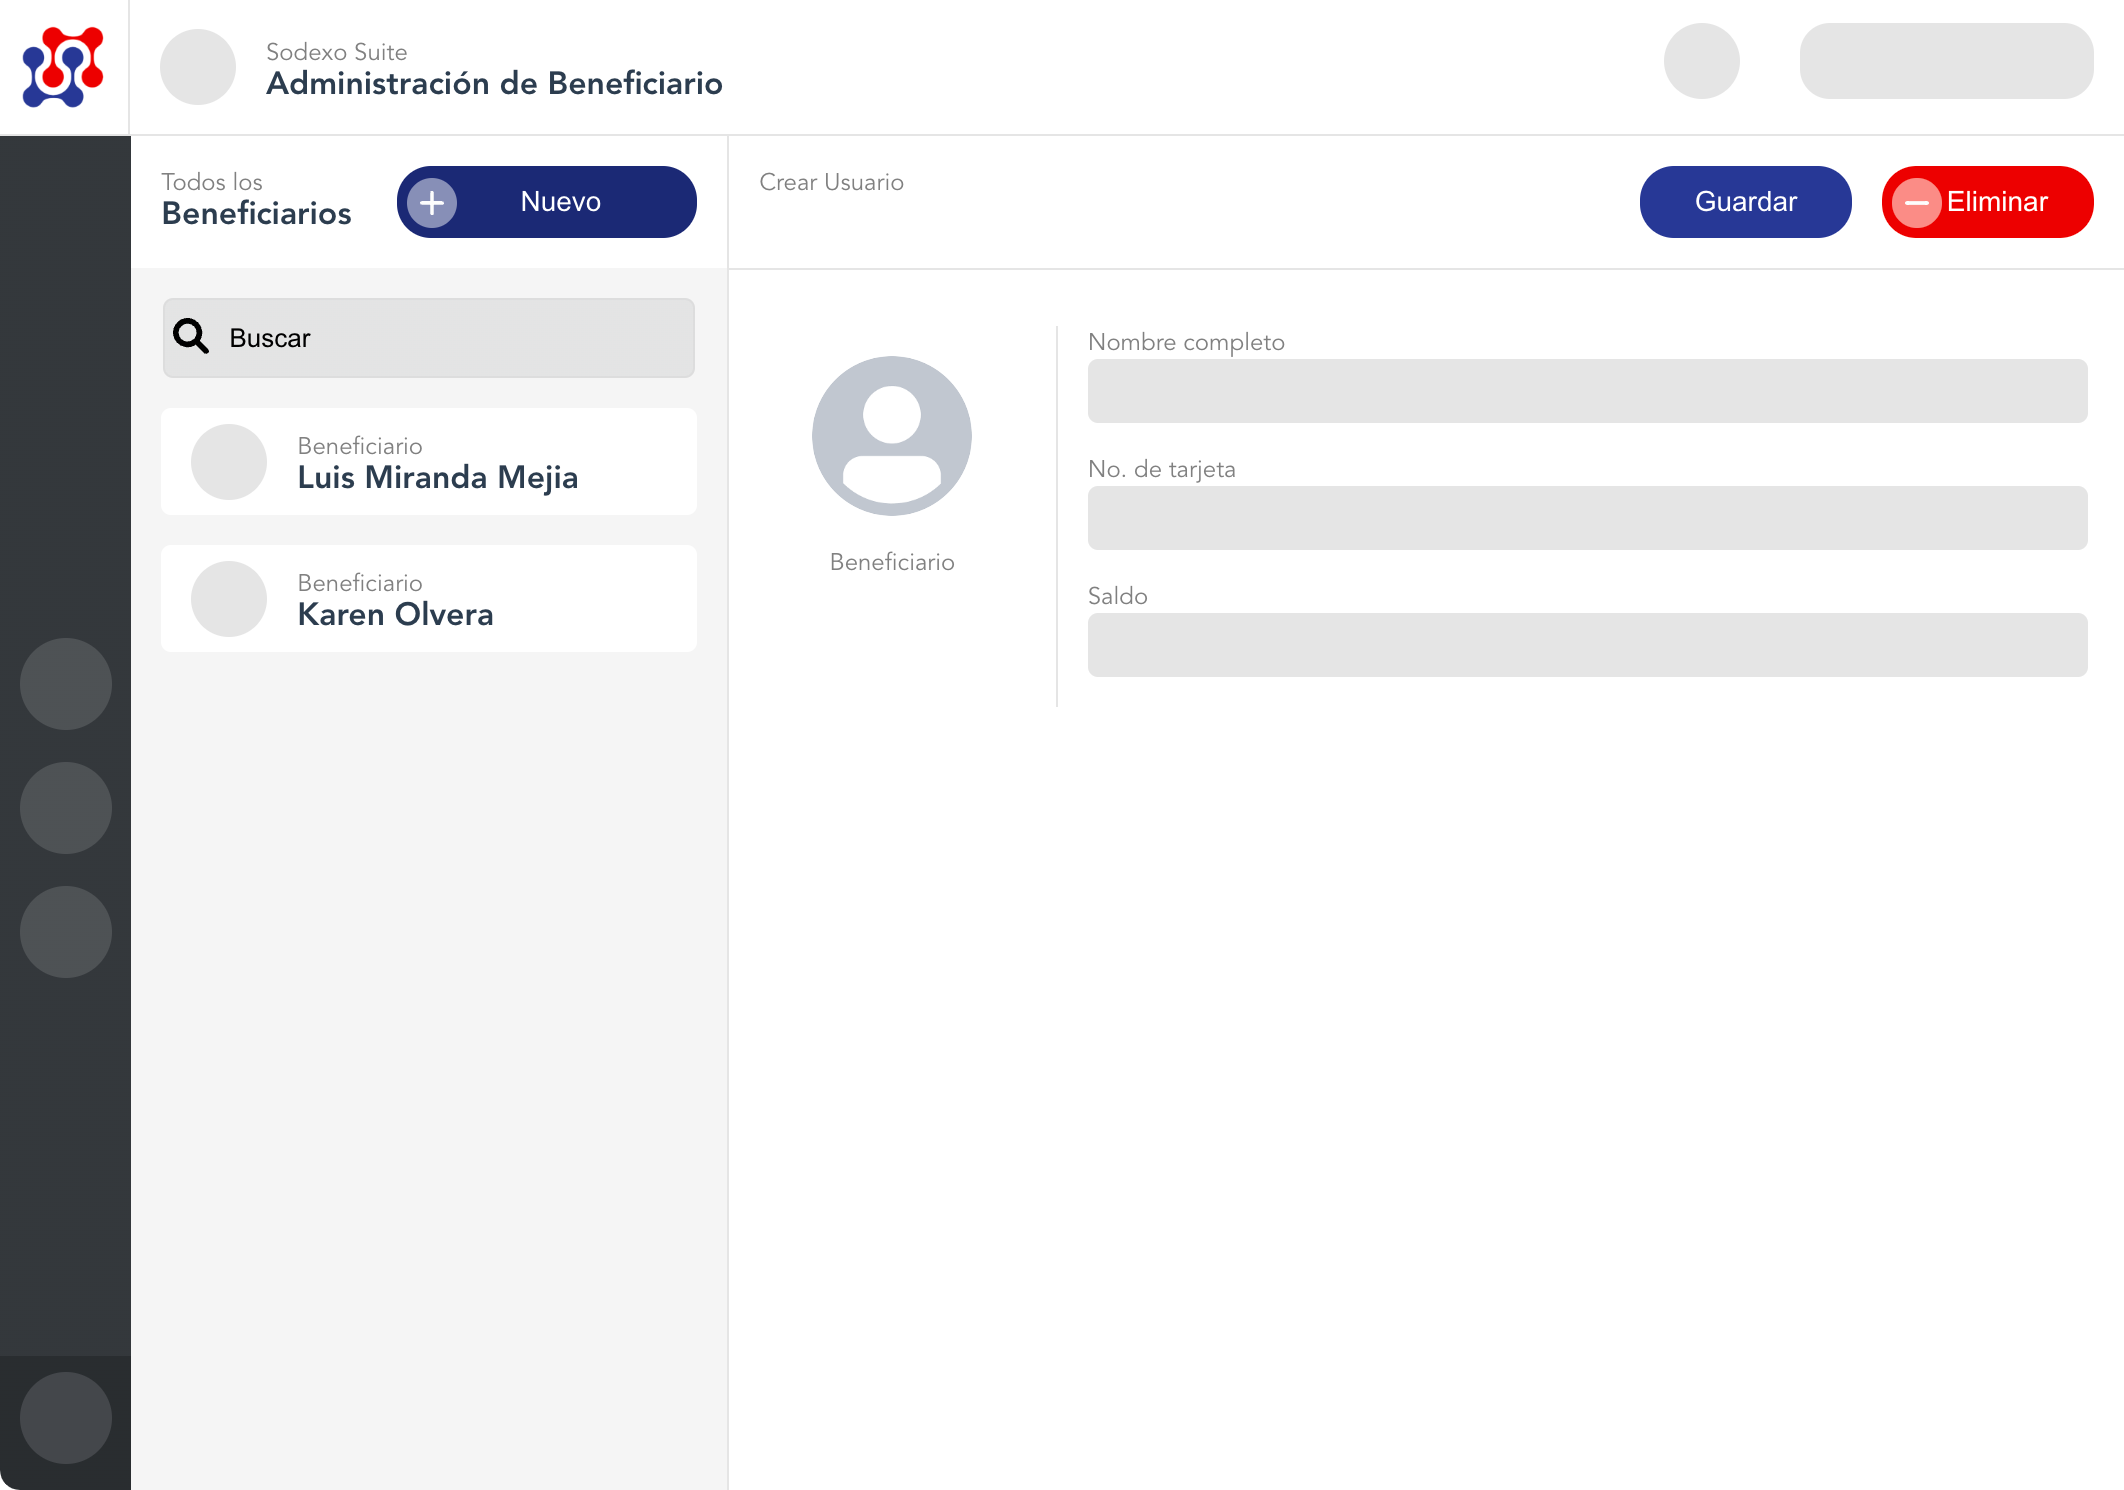 Sodexo Suite
Administración de Beneficiario
Todos los
Beneficiarios
Nuevo
Crear Usuario
Guardar
Eliminar
Buscar
Beneficiario
Luis Miranda Mejia
Beneficiario
Karen Olvera
Beneficiario
Nombre completo
No. de tarjeta
Saldo